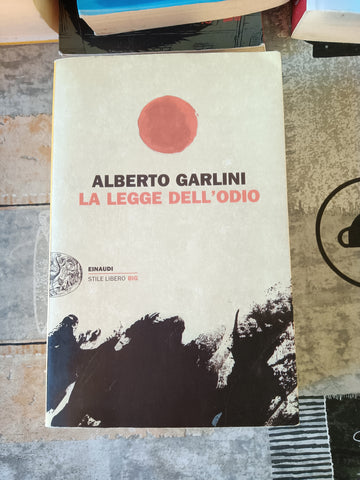 ALBERTO GARLINI
LA LEGGE DELL'ODIO
EINAUDI
STILE LIBERO BIG